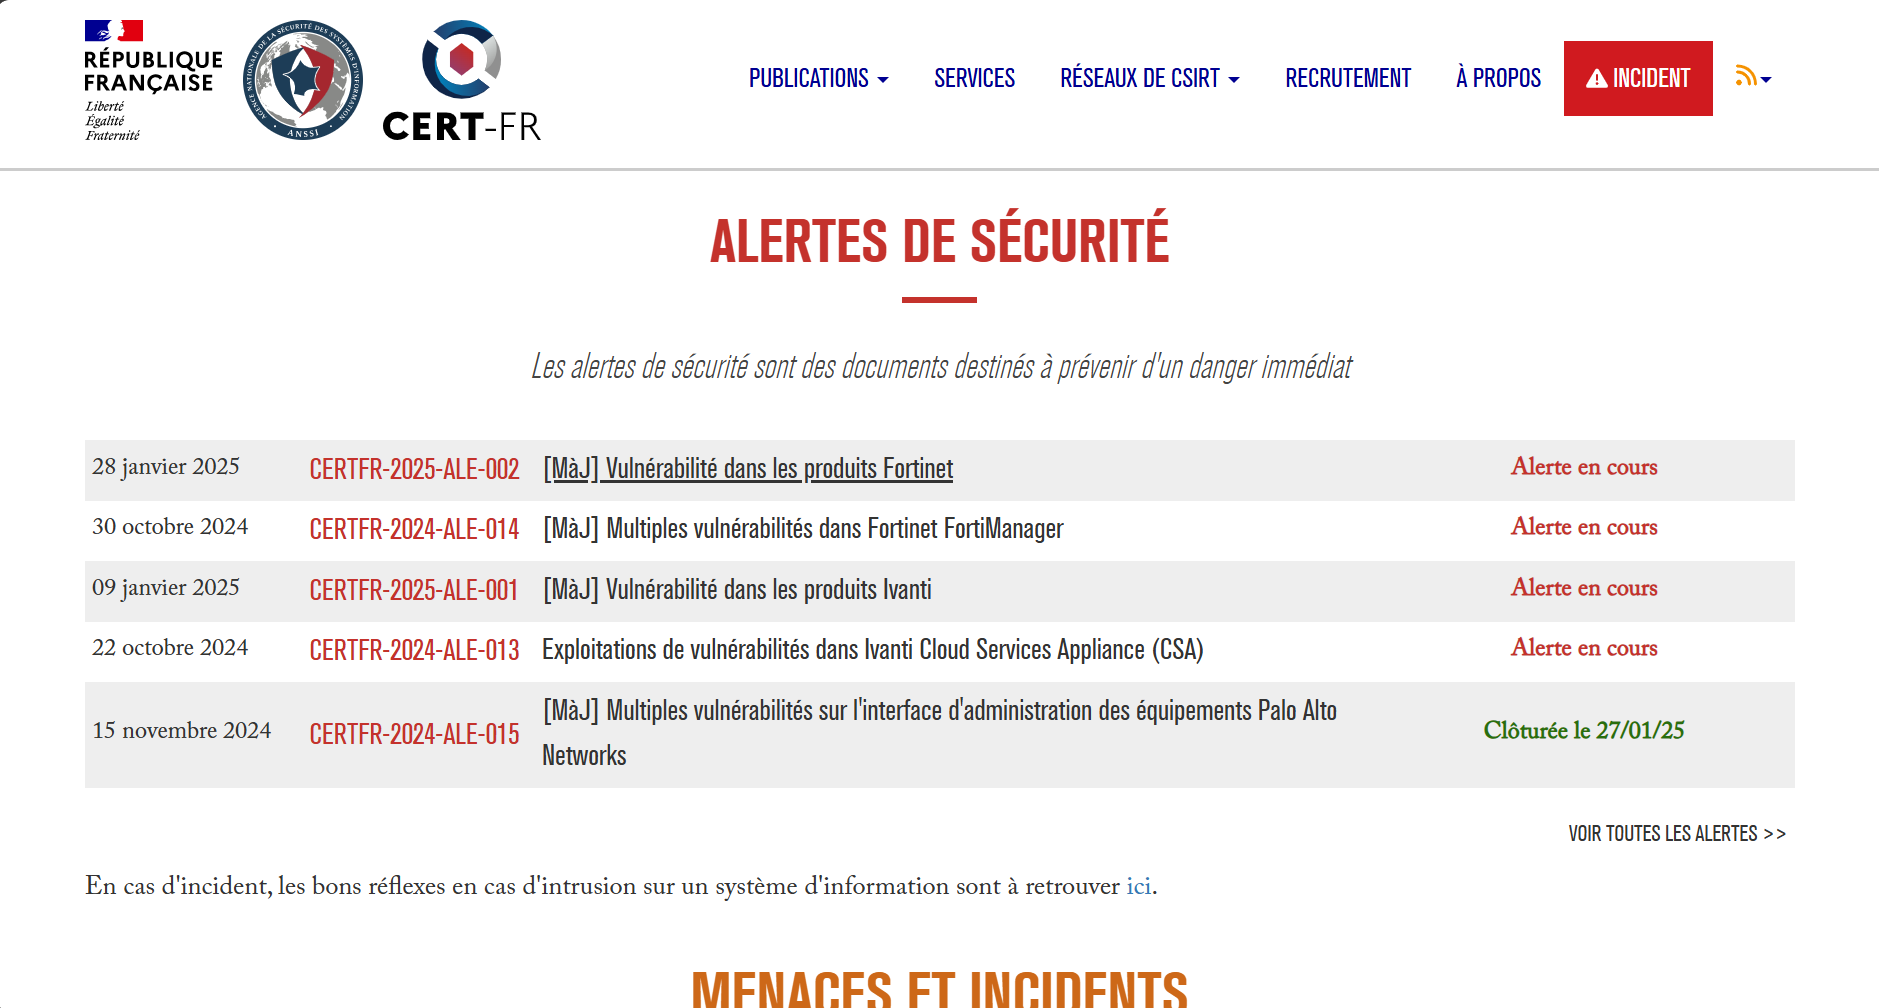 RÉPUBLIQUE
FRANÇAISE
Liberté
Égalité
Fraternité
AGENCE NATIONALE DE LA SÉCURITÉ DES SYSTÈMES D'INFORMATION
ANSSI
CERT-FR
PUBLICATIONS
SERVICES
RÉSEAUX DE CSIRT
RECRUTEMENT
À PROPOS
INCIDENT
ALERTES DE SÉCURITÉ
Les alertes de sécurité sont des documents destinés à prévenir d'un danger immédiat
28 janvier 2025 CERTFR-2025-ALE-002 [MàJ] Vulnérabilité dans les produits Fortinet Alerte en cours
30 octobre 2024 CERTFR-2024-ALE-014 [MàJ] Multiples vulnérabilités dans Fortinet FortiManager Alerte en cours
09 janvier 2025 CERTFR-2025-ALE-001 [MàJ] Vulnérabilité dans les produits Ivanti Alerte en cours
22 octobre 2024 CERTFR-2024-ALE-013 Exploitations de vulnérabilités dans Ivanti Cloud Services Appliance (CSA) Alerte en cours
15 novembre 2024 CERTFR-2024-ALE-015 [MàJ] Multiples vulnérabilités sur l'interface d'administration des équipements Palo Alto
Networks Clôturée le 27/01/25
VOIR TOUTES LES ALERTES >>
En cas d'incident, les bons réflexes en cas d'intrusion sur un système d'information sont à retrouver ici.
MENACES ET INCIDENTS